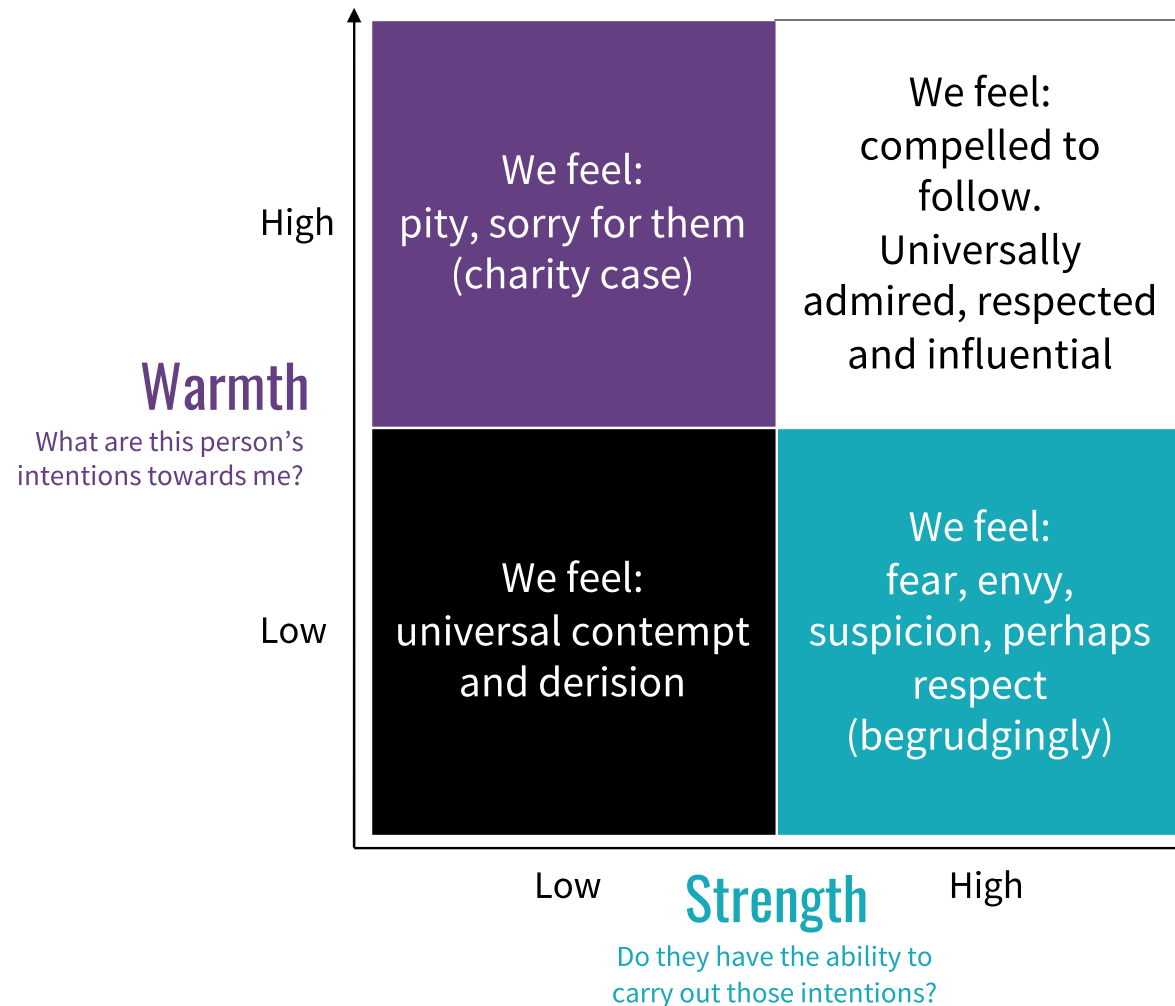 We feel:
pity, sorry for them
(charity case)
We feel:
compelled to
follow.
Universally
admired, respected
and influential
High
Warmth
What are this person’s
intentions towards me?
Low
We feel:
universal contempt
and derision
We feel:
fear, envy,
suspicion, perhaps
respect
(begrudgingly)
Low
Strength
High
Do they have the ability to
carry out those intentions?